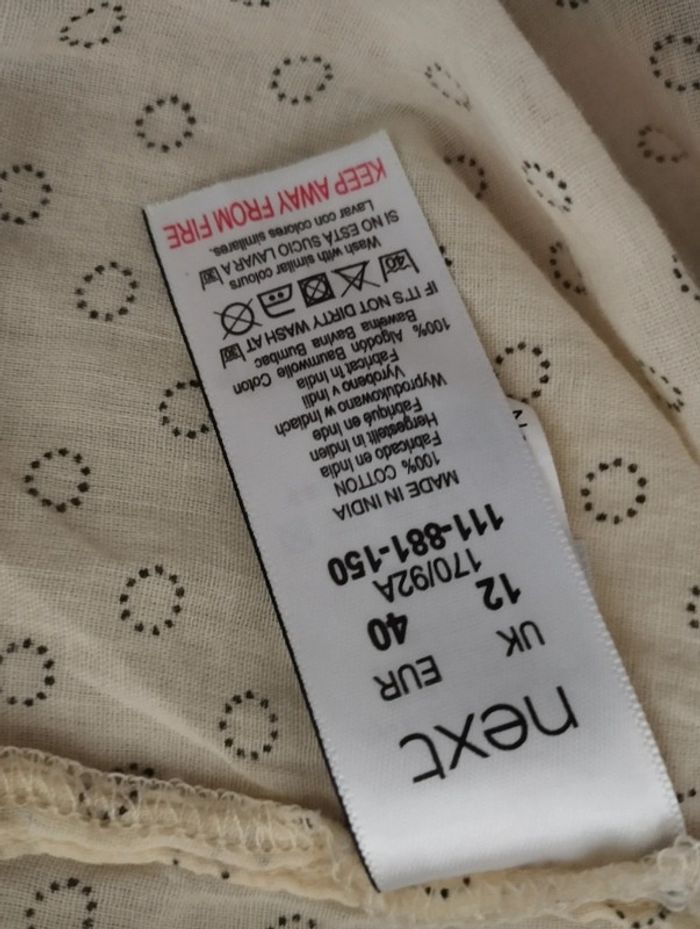 next
UK EUR
12 40
170/92A
111-881-150
MADE IN INDIA
100% COTTON
Fabricado en India
Hergestellt in Indien
Fabriqué en Inde
Wyprodukowano w Indiach
Vyrobeno v Indii
Fabricat în India
100% Algodón Baumwolle Coton
Bawełna Bavlna Bumbac
IF IT'S NOT DIRTY WASH AT 30
40
Wash with similar colours
SI NO ESTÁ SUCIO LAVAR A 30
Lavar con colores similares.
KEEP AWAY FROM FIRE